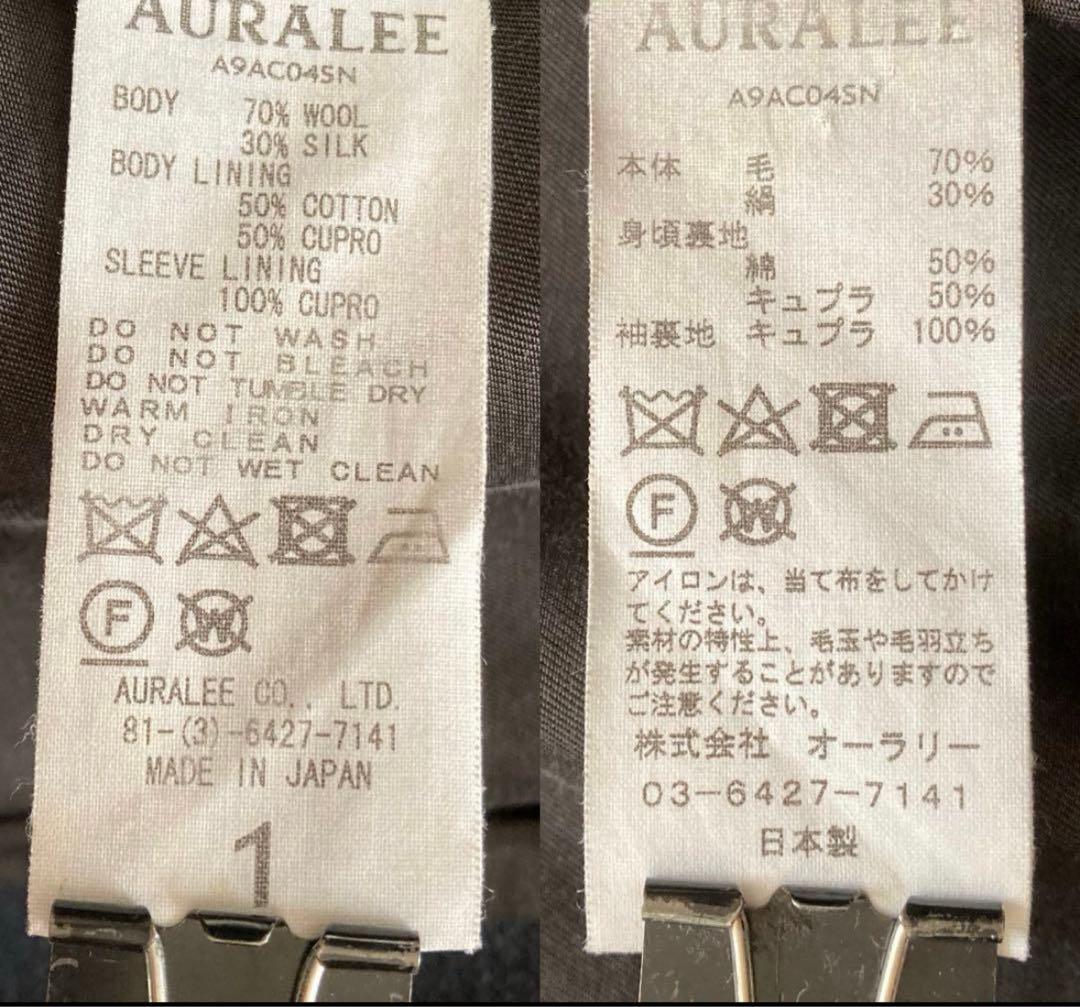 AURALEE
A9AC04SN
BODY 70% WOOL
30% SILK
BODY LINING
50% COTTON
50% CUPRO
SLEEVE LINING
100% CUPRO
DO NOT WASH
DO NOT BLEACH
DO NOT TUMBLE DRY
WARM IRON
DRY CLEAN
DO NOT WET CLEAN
F W
AURALEE CO., LTD.
81-(3)-6427-7141
MADE IN JAPAN
1
AURALEE
A9AC04SN
本体 毛 70%
絹 30%
身頃裏地
綿 50%
キュプラ 50%
袖裏地 キュプラ 100%
F W
アイロンは、当て布をしてかけ
てください。
素材の特性上、毛玉や毛羽立ち
が発生することがありますので
ご注意ください。
株式会社 オーラリー
03-6427-7141
日本製